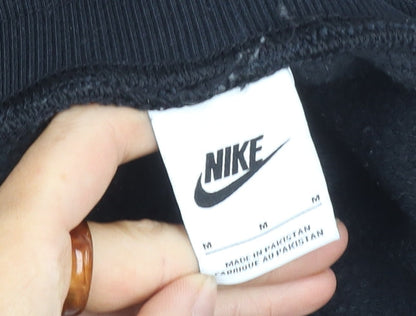 NIKE
M M M
MADE IN PAKISTAN
FABRIQUE AU PAKISTAN